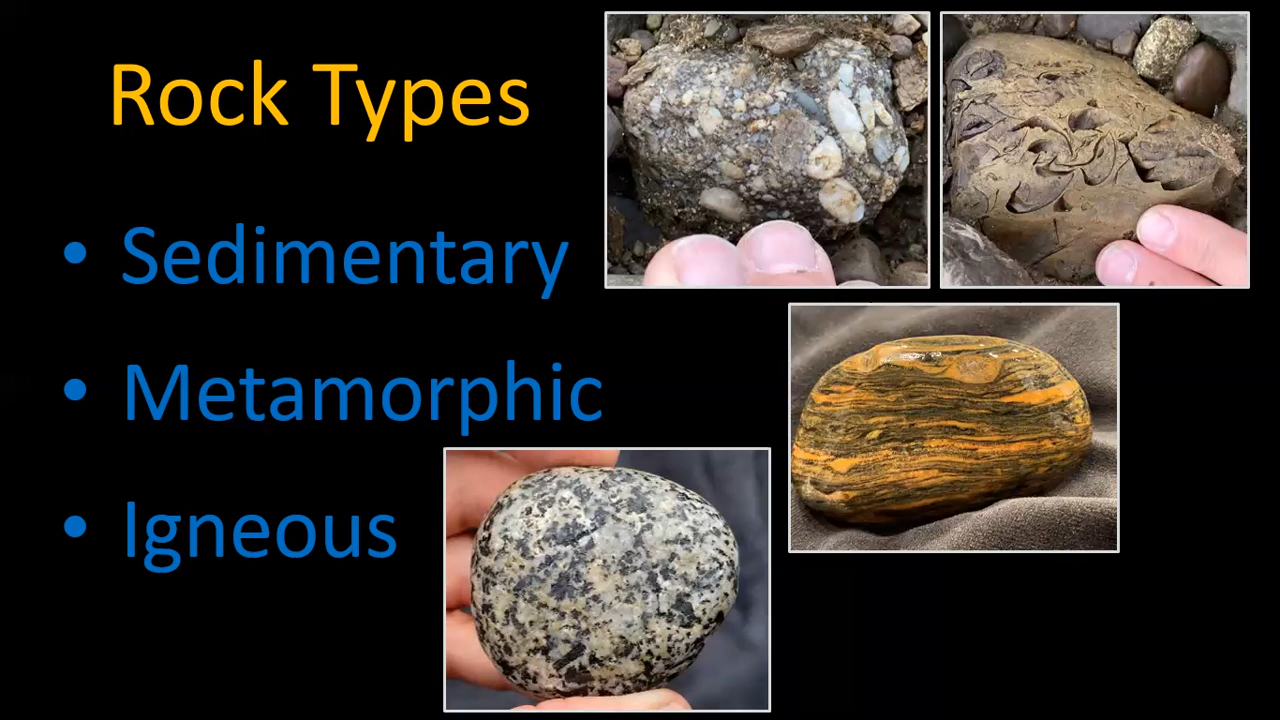 Rock Types
• Sedimentary
• Metamorphic
• Igneous